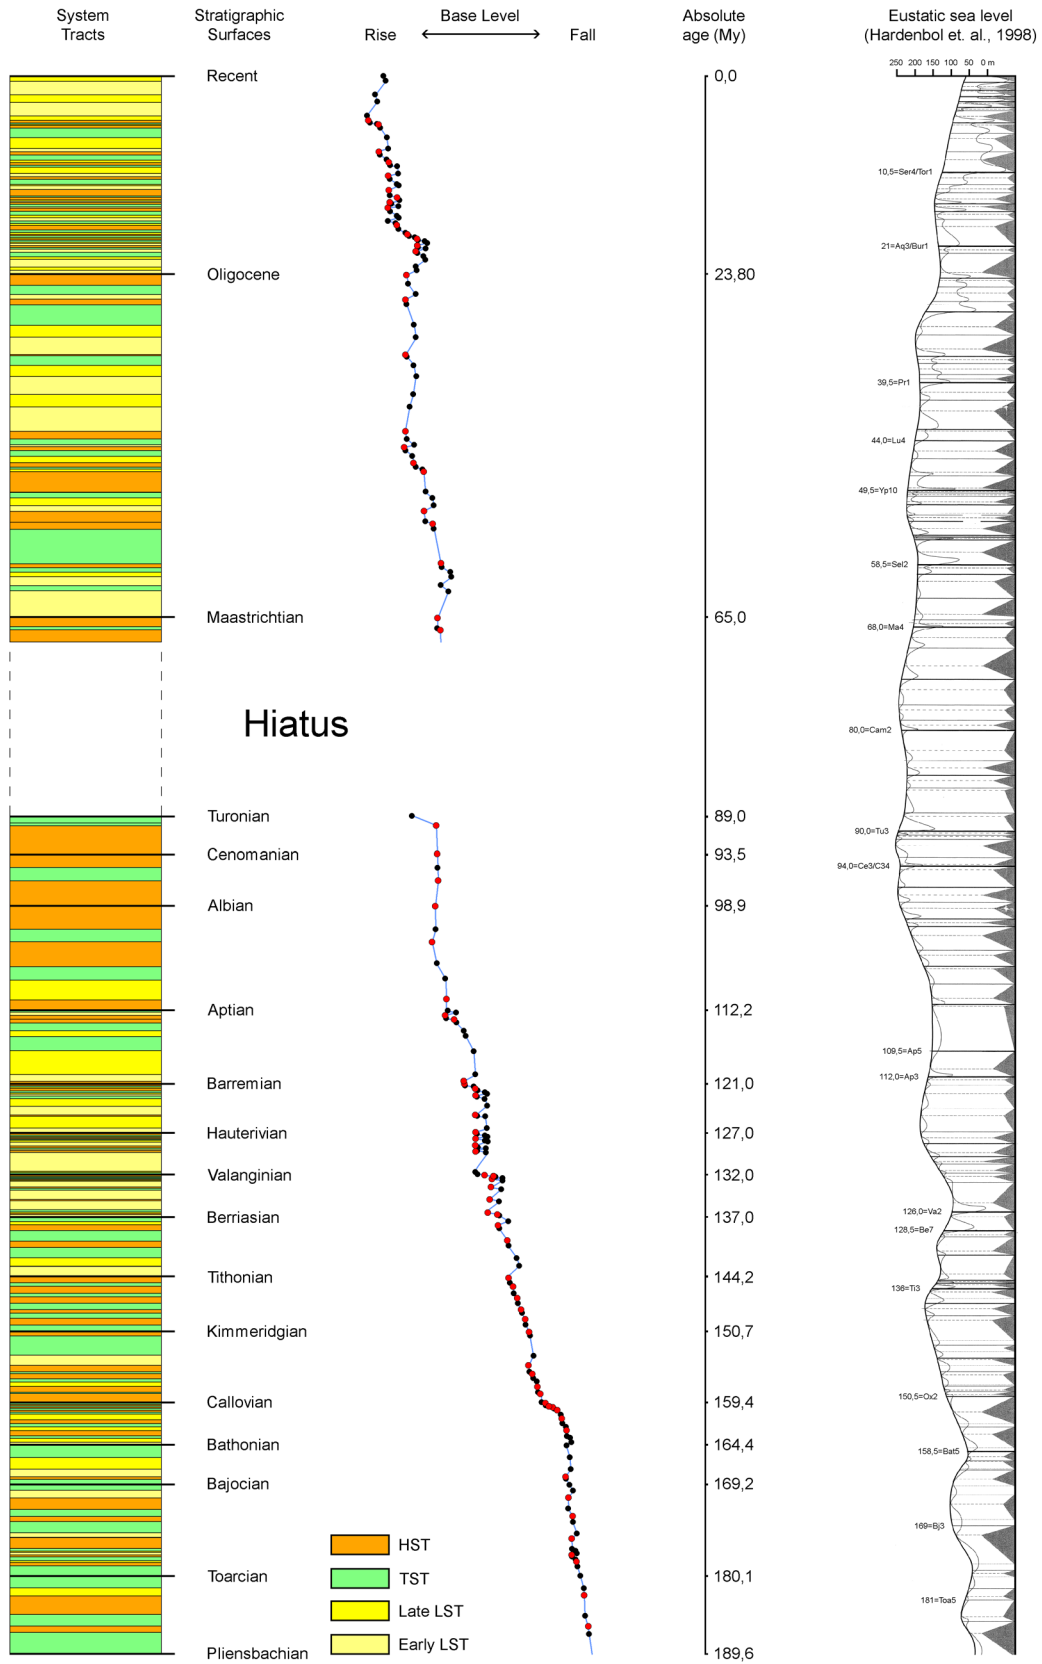 System Tracts
Stratigraphic Surfaces
Base Level
Rise
Fall
Absolute age (My)
Eustatic sea level
(Hardenbol et. al., 1998)
250 200 150 100 50 0 m
Recent 0,0
10,5=Ser4/Tor1
21=Aq3/Bur1
Oligocene 23,80
39,5=Pr1
44,0=Lu4
49,5=Yp10
58,5=Sel2
Maastrichtian 65,0
68,0=Ma4
Hiatus
80,0=Cam2
Turonian 89,0
90,0=Tu3
Cenomanian 93,5
94,0=Ce3/C34
Albian 98,9
Aptian 112,2
109,5=Ap5
112,0=Ap3
Barremian 121,0
Hauterivian 127,0
Valanginian 132,0
126,0=Va2
Berriasian 137,0
128,5=Be7
Tithonian 144,2
136=Ti3
Kimmeridgian 150,7
150,5=Ox2
Callovian 159,4
Bathonian 164,4
158,5=Bat5
Bajocian 169,2
169=Bj3
HST
Toarcian 180,1
TST
181=Toa5
Late LST
Early LST
Pliensbachian 189,6